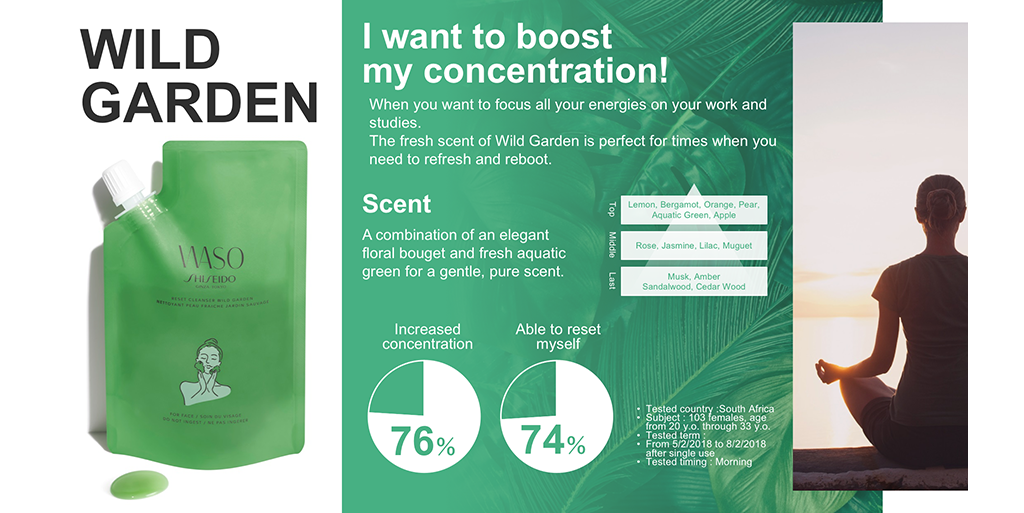 WILD
GARDEN
WASO
SHISEIDO
GINZA TOKYO
RESET CLEANSER WILD GARDEN
NETTOYANT PEAU FRAÎCHE JARDIN SAUVAGE
FOR FACE / SOIN DU VISAGE
DO NOT INGEST / NE PAS INGÉRER
I want to boost
my concentration!
When you want to focus all your energies on your work and
studies.
The fresh scent of Wild Garden is perfect for times when you
need to refresh and reboot.
Scent
A combination of an elegant
floral bouget and fresh aquatic
green for a gentle, pure scent.
Top
Lemon, Bergamot, Orange, Pear,
Aquatic Green, Apple
Middle
Rose, Jasmine, Lilac, Muguet
Last
Musk, Amber
Sandalwood, Cedar Wood
Increased
concentration
76%
Able to reset
myself
74%
• Tested country :South Africa
• Subject : 103 females, age
from 20 y.o. through 33 y.o.
• Tested term :
• From 5/2/2018 to 8/2/2018
after single use
• Tested timing : Morning